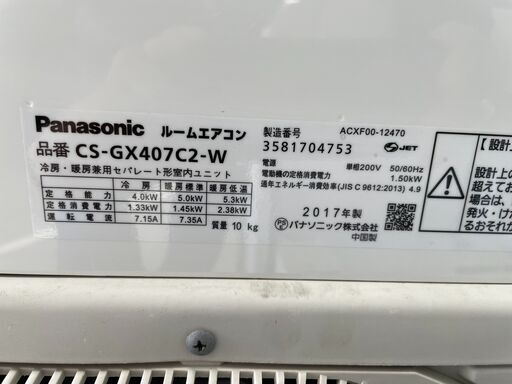 Panasonic ルームエアコン
品番 CS-GX407C2-W
冷房・暖房兼用セパレート形室内ユニット
冷房 暖房標準 暖房低温
能力 4.0kW 5.0kW 5.3kW
定格消費電力 1.33kW 1.45kW 2.38kW
運転電流 7.15A 7.35A
質量 10 kg
製造番号 ACXF00-12470
3581704753 JET
電源 単相200V 50/60Hz
電動機の定格消費電力 1.50kW
通年エネルギー消費効率(JIS C 9612:2013) 4.9
2017年製
パナソニック株式会社
中国製
【設計
設計上の
超えてお
場合は、
発火・けが
るおそれ